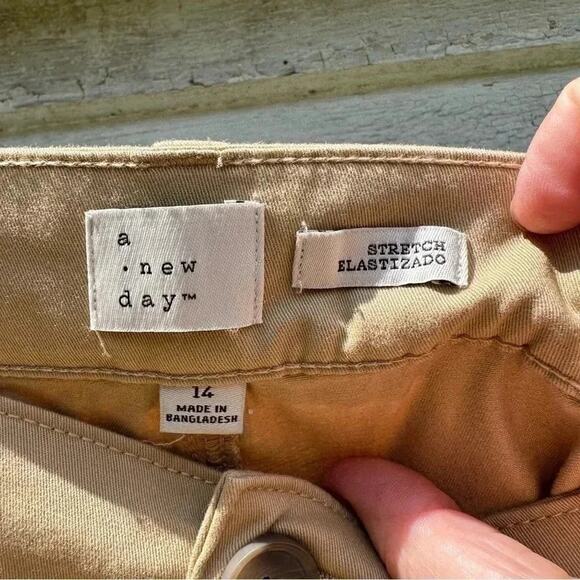 a
· new
day™
STRETCH
ELASTIZADO
14
MADE IN
BANGLADESH